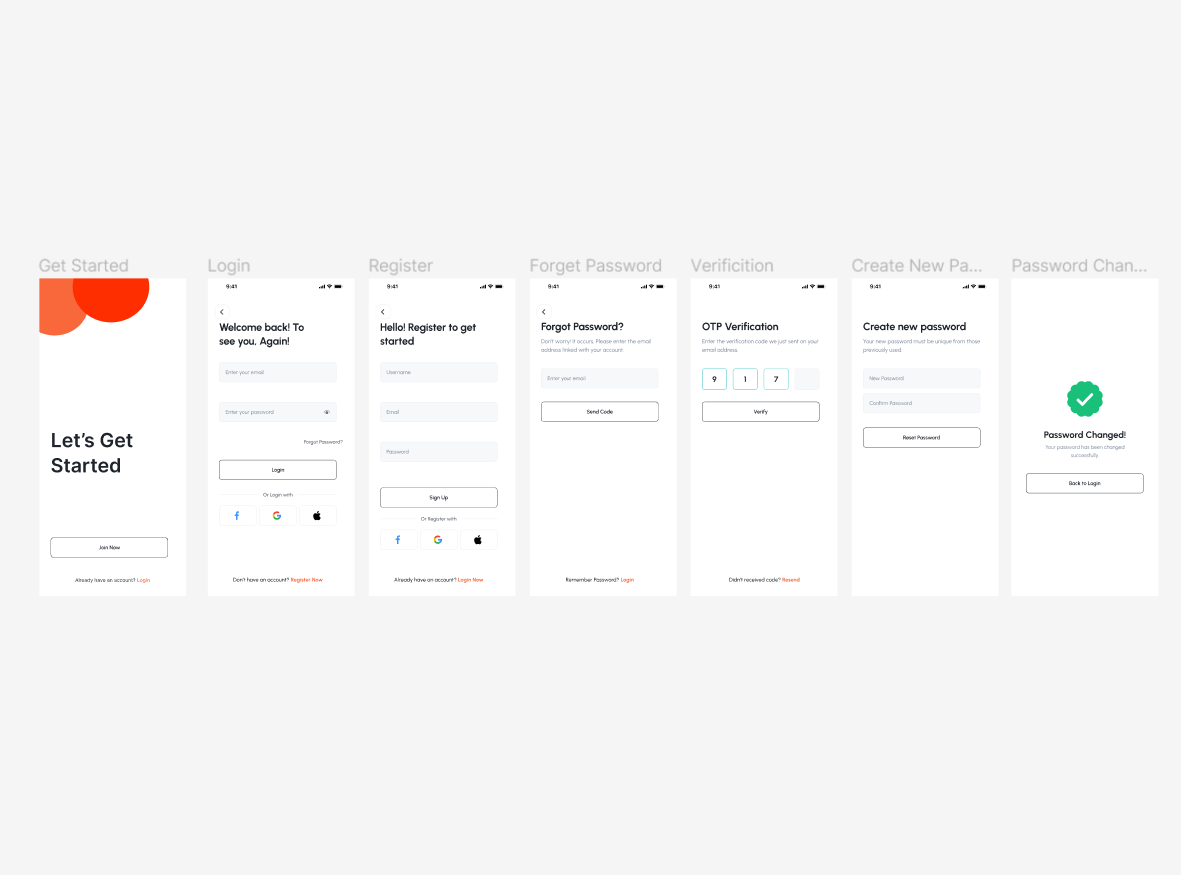 Get Started
Let's Get
Started
Join Now
Already have an account? Login
Login
9:41
Welcome back! To
see you, Again!
Enter your email
Enter your password
Forgot Password?
Login
Or Login with
Don't have an account? Register Now
Register
9:41
Hello! Register to get
started
Username
Email
Password
Sign Up
Or Register with
Already have an account? Login Now
Forget Password
9:41
Forgot Password?
Don't worry! It occurs. Please enter the email
address linked with your account.
Enter your email
Send Code
Remember Password? Login
Verificition
9:41
OTP Verification
Enter the verification code we just sent on your
email address.
9 1 7
Verify
Didn't received code? Resend
Create New Pa...
9:41
Create new password
Your new password must be unique from those
previously used.
New Password
Confirm Password
Reset Password
Password Chan...
Password Changed!
Your password has been changed
successfully.
Back to Login